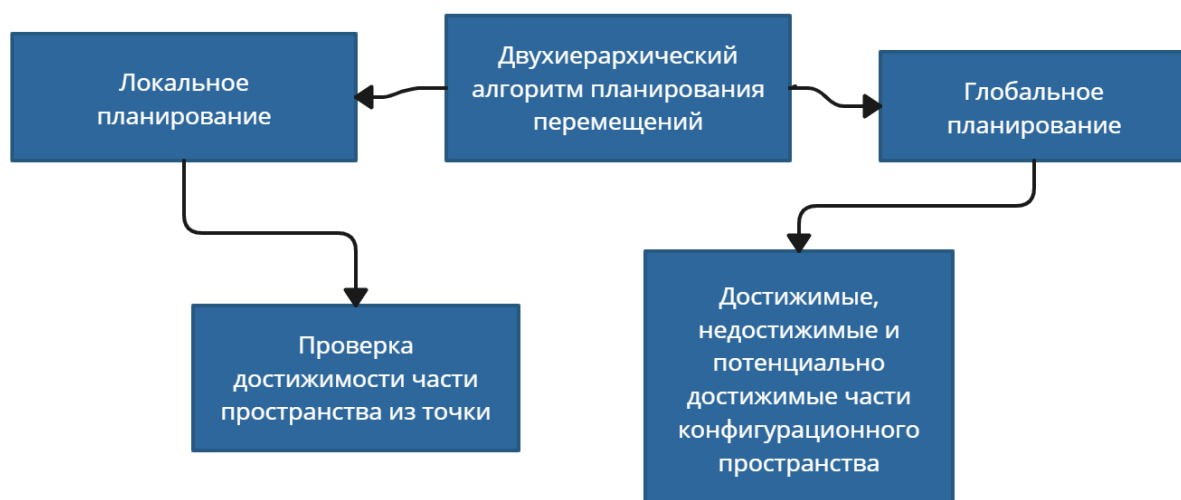 Двухиерархический
алгоритм планирования
перемещений
Локальное
планирование
Глобальное
планирование
Проверка
достижимости части
пространства из точки
Достижимые,
недостижимые и
потенциально
достижимые части
конфигурационного
пространства